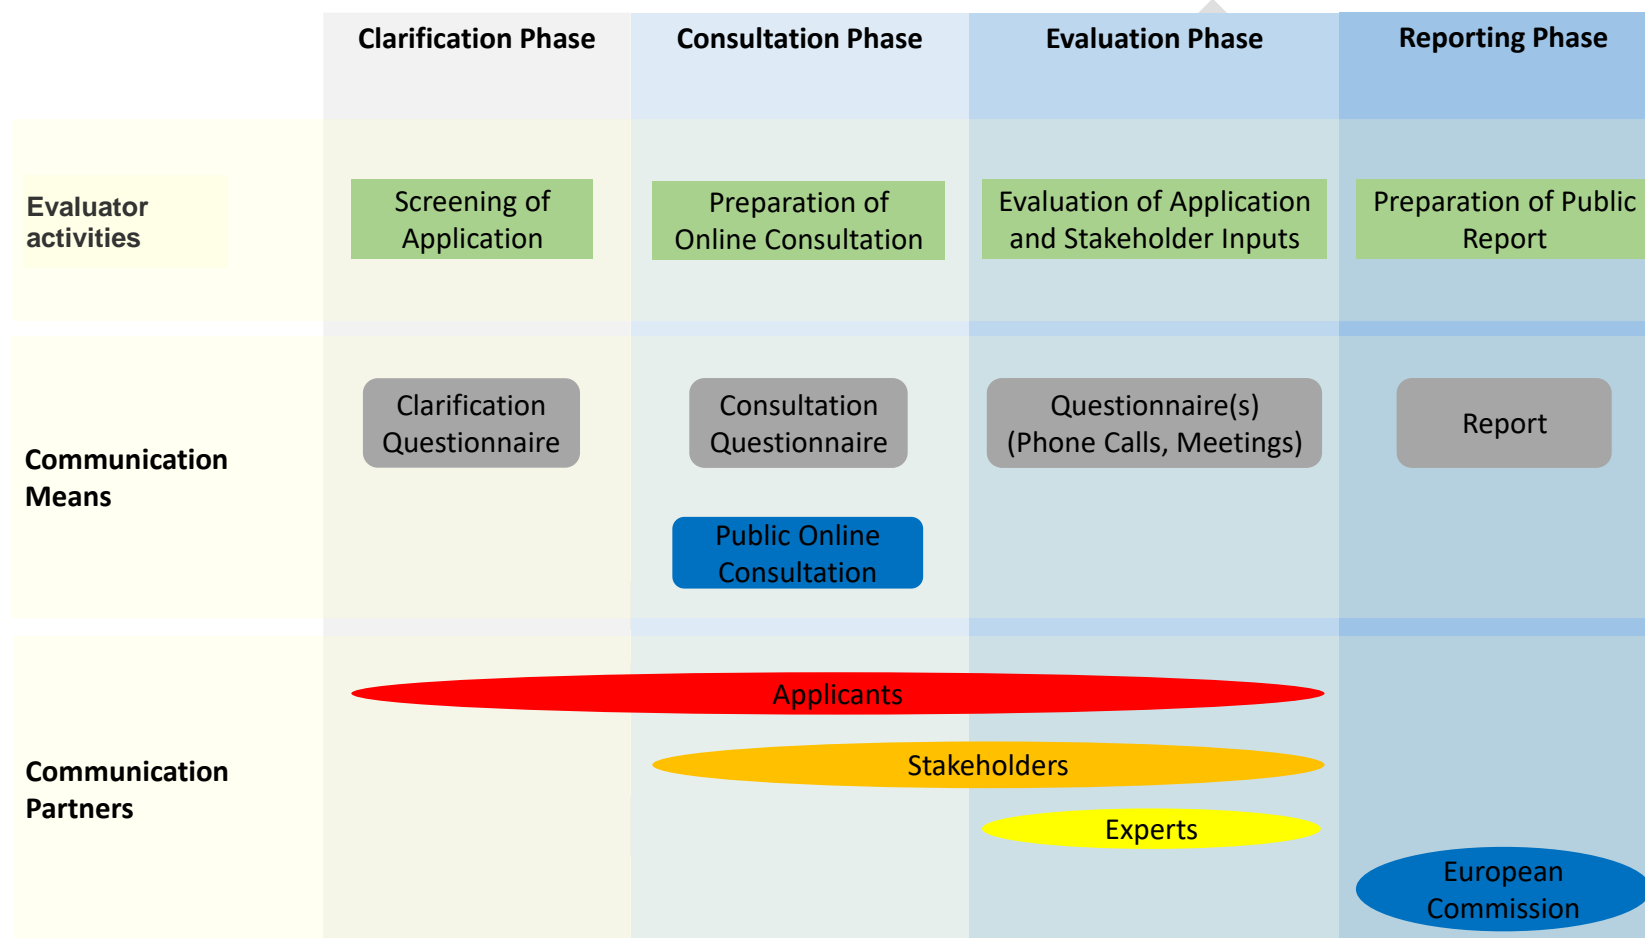 Clarification Phase
Consultation Phase
Evaluation Phase
Reporting Phase
Evaluator
activities
Screening of
Application
Preparation of
Online Consultation
Evaluation of Application
and Stakeholder Inputs
Preparation of Public
Report
Communication
Means
Clarification
Questionnaire
Consultation
Questionnaire
Questionnaire(s)
(Phone Calls, Meetings)
Report
Public Online
Consultation
Communication
Partners
Applicants
Stakeholders
Experts
European
Commission